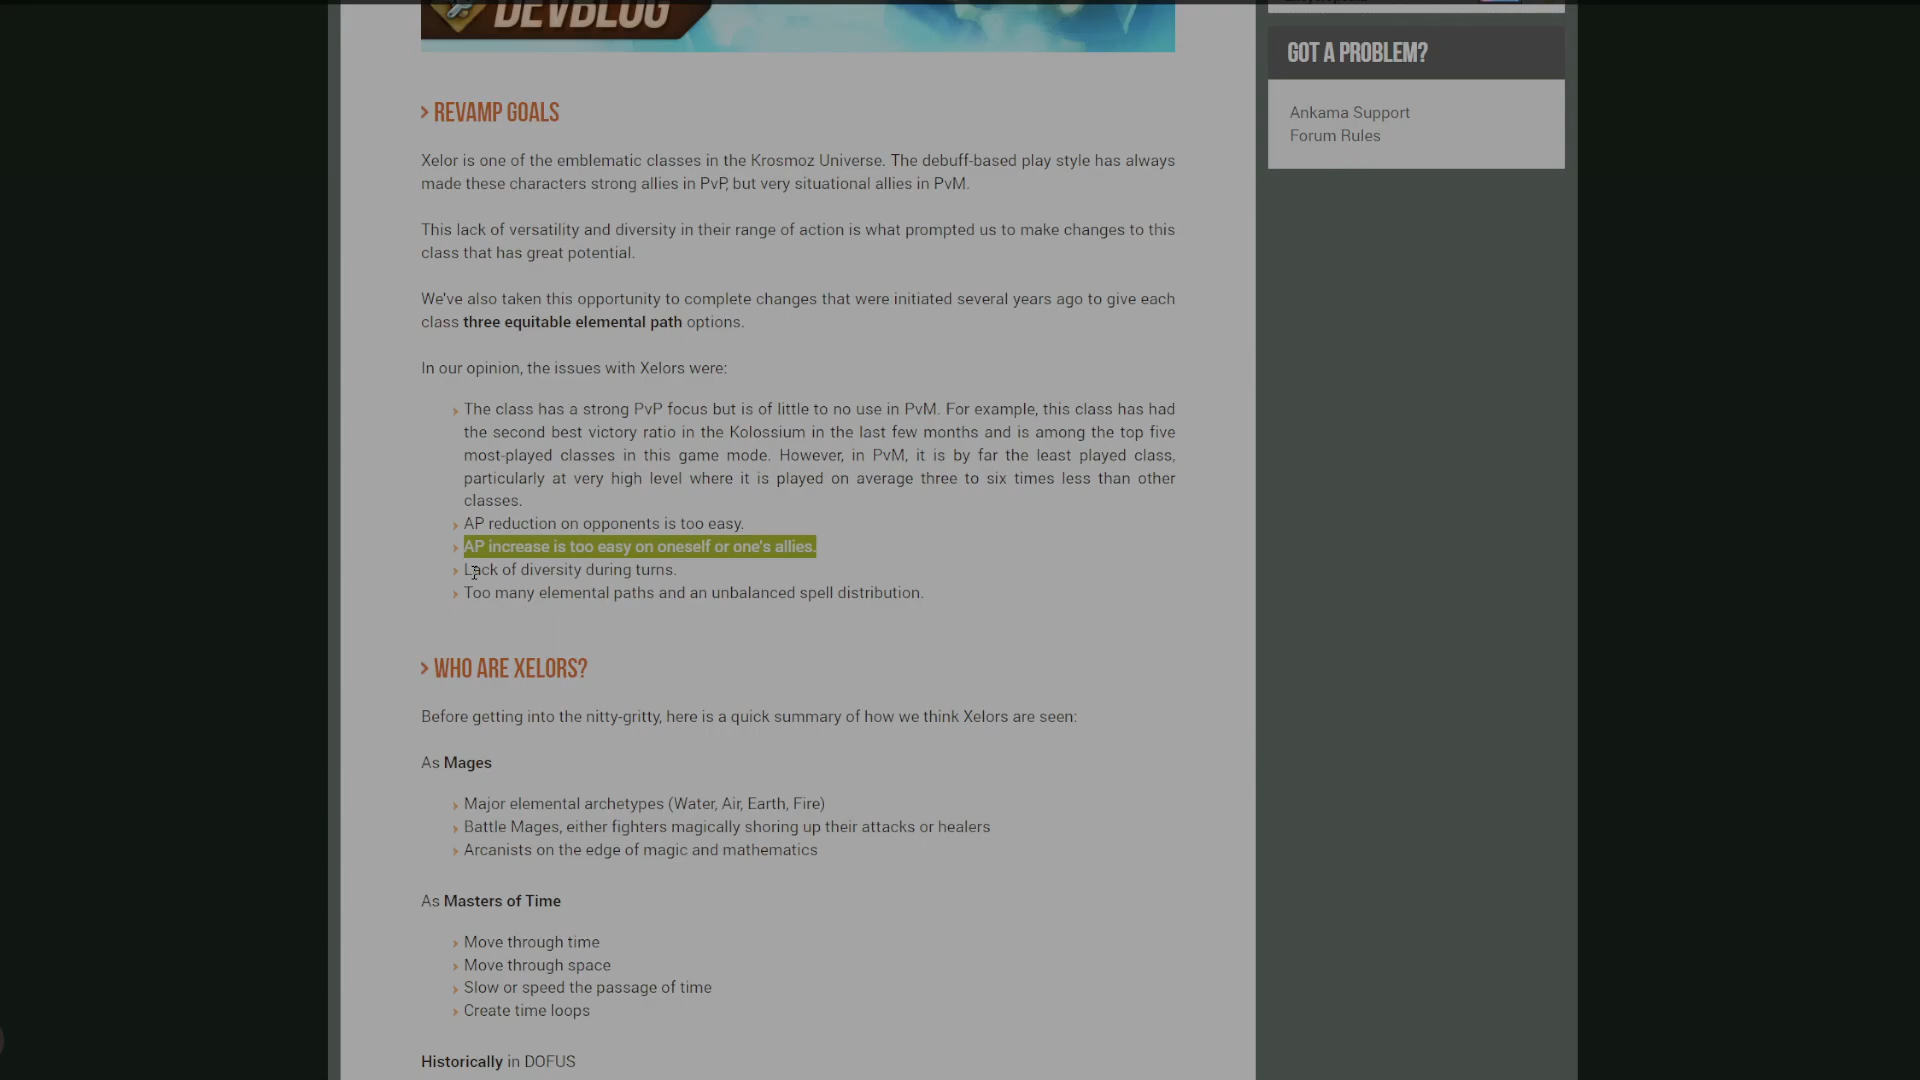 DEVBLOG
GOT A PROBLEM?
Ankama Support
Forum Rules
> REVAMP GOALS
Xelor is one of the emblematic classes in the Krosmoz Universe. The debuff-based play style has always
made these characters strong allies in PvP, but very situational allies in PvM.
This lack of versatility and diversity in their range of action is what prompted us to make changes to this
class that has great potential.
We've also taken this opportunity to complete changes that were initiated several years ago to give each
class three equitable elemental path options.
In our opinion, the issues with Xelors were:
The class has a strong PvP focus but is of little to no use in PvM. For example, this class has had
the second best victory ratio in the Kolossium in the last few months and is among the top five
most-played classes in this game mode. However, in PvM, it is by far the least played class,
particularly at very high level where it is played on average three to six times less than other
classes.
AP reduction on opponents is too easy.
AP increase is too easy on oneself or one's allies.
Lack of diversity during turns.
Too many elemental paths and an unbalanced spell distribution.
> WHO ARE XELORS?
Before getting into the nitty-gritty, here is a quick summary of how we think Xelors are seen:
As Mages
Major elemental archetypes (Water, Air, Earth, Fire)
Battle Mages, either fighters magically shoring up their attacks or healers
Arcanists on the edge of magic and mathematics
As Masters of Time
Move through time
Move through space
Slow or speed the passage of time
Create time loops
Historically in DOFUS